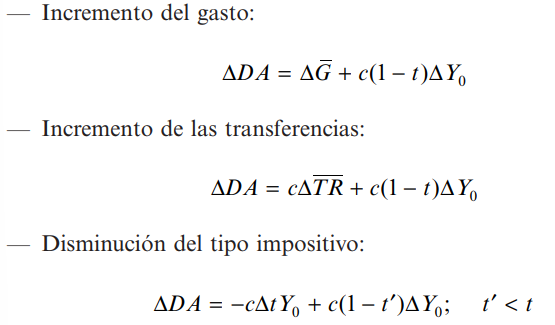 — Incremento del gasto:
ΔDA = ΔG̅ + c(1 − t)ΔY₀
— Incremento de las transferencias:
ΔDA = cΔT̅R̅ + c(1 − t)ΔY₀
— Disminución del tipo impositivo:
ΔDA = −cΔtY₀ + c(1 − t′)ΔY₀; t′ < t